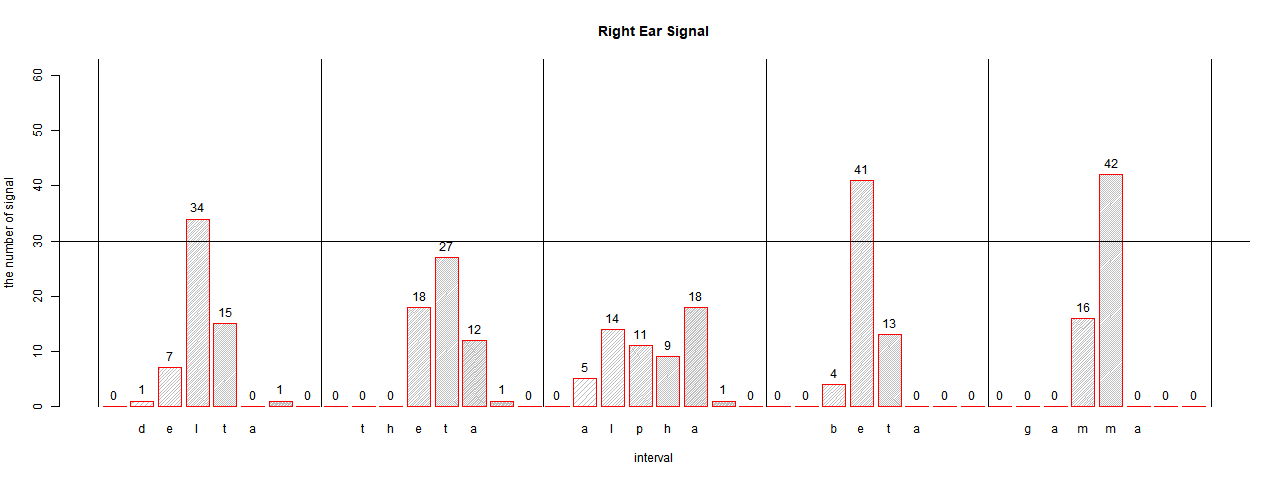 Right Ear Signal
the number of signal
60
50
40
30
20
10
0
0 1 7 34 15 0 1 0
0 0 0 18 27 12 1 0
0 5 14 11 9 18 1 0
0 0 4 41 13 0 0 0
0 0 0 16 42 0 0 0
d e l t a t h e t a a l p h a b e t a g a m m a
interval